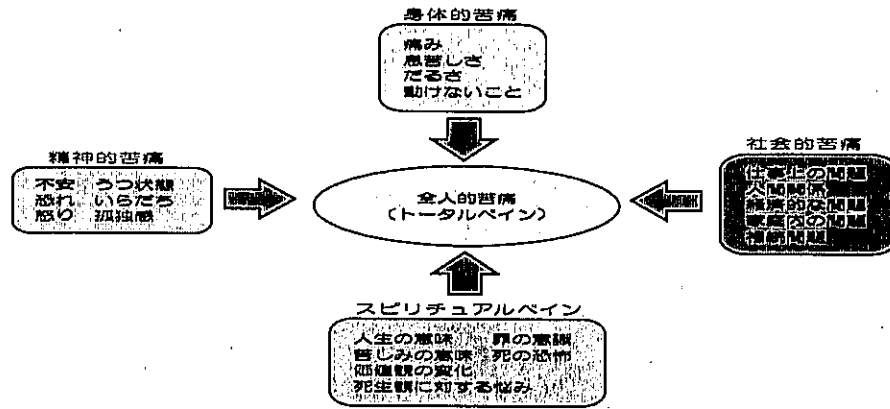 身体的苦痛
痛み
息苦しさ
だるさ
動けないこと
精神的苦痛
不安 うつ状態
恐れ いらだち
怒り 孤独感
社会的苦痛
仕事上の問題
人間関係
経済的な問題
家庭内の問題
相続問題
全人的苦痛
(トータルペイン)
スピリチュアルペイン
人生の意味 罪の意識
苦しみの意味 死の恐怖
価値観の変化
死生観に対する悩み